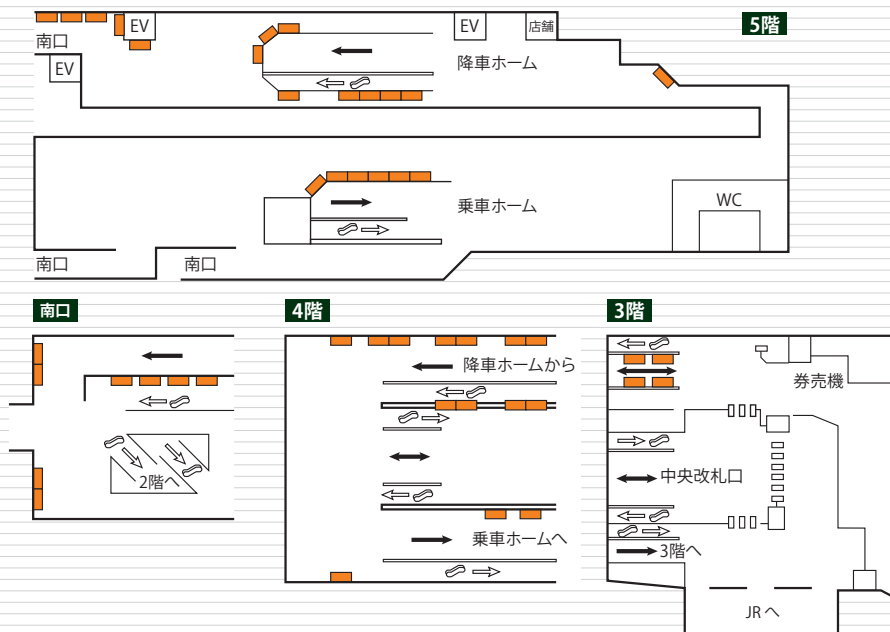 5階
EV
EV
店舗
南口
EV
降車ホーム
乗車ホーム
WC
南口
南口
南口
2階へ
4階
降車ホームから
乗車ホームへ
3階
券売機
中央改札口
3階へ
JRへ